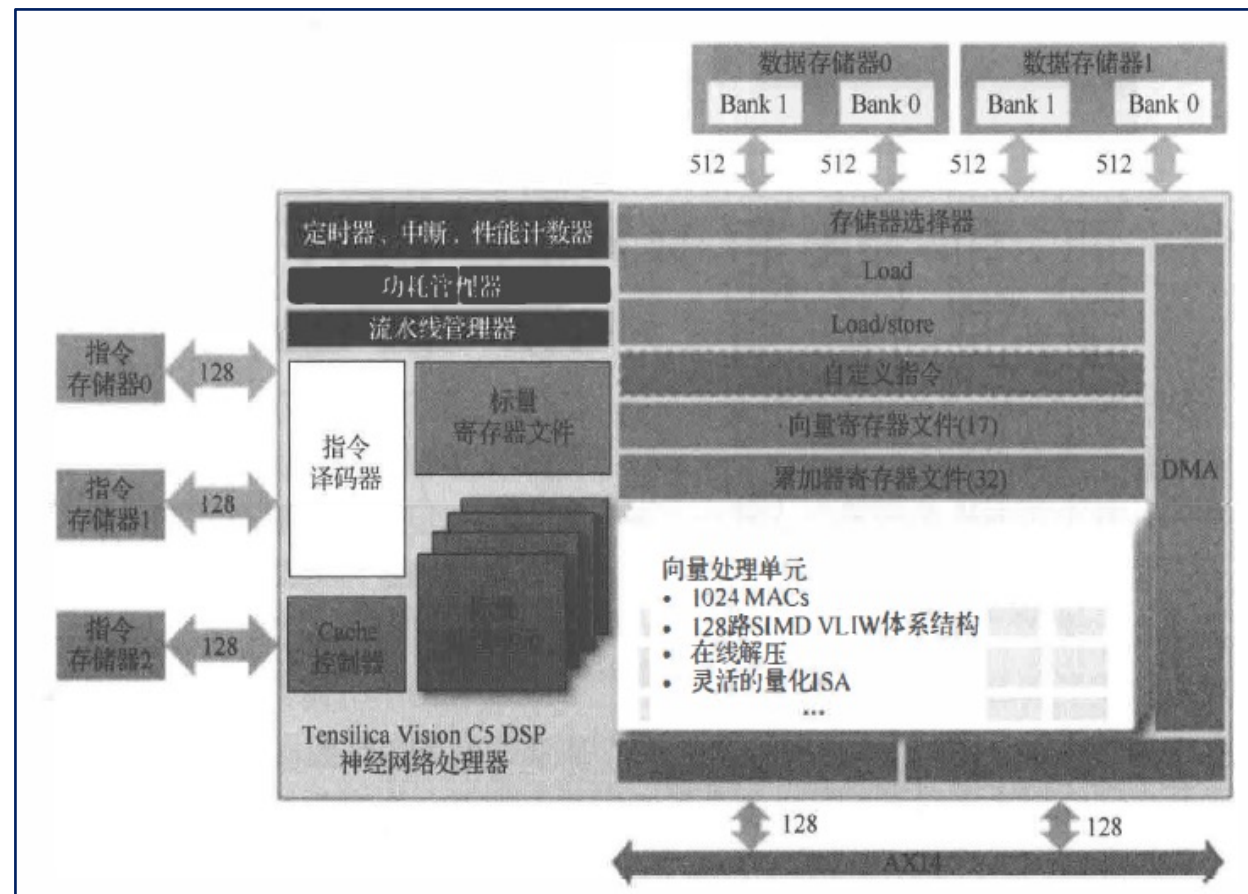 数据存储器0
数据存储器1
Bank 1
Bank 0
Bank 1
Bank 0
512
512
512
512
定时器、中断、性能计数器
功耗管理器
流水线管理器
存储器选择器
Load
Load/store
自定义指令
向量寄存器文件(17)
累加器寄存器文件(32)
DMA
指令
存储器0
128
指令
存储器1
128
指令
存储器2
128
指令
译码器
标量
寄存器文件
Cache
控制器
向量处理单元
• 1024 MACs
• 128路SIMD VLIW体系结构
• 在线解压
• 灵活的量化ISA
...
Tensilica Vision C5 DSP
神经网络处理器
128
128
AXI4